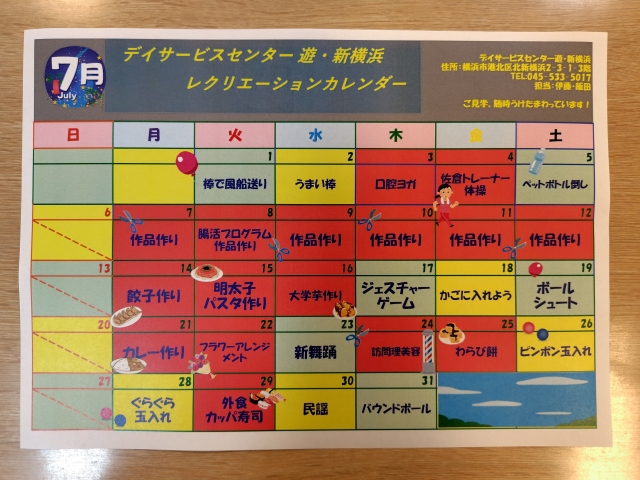 7月
July
デイサービスセンター 遊・新横浜
レクリエーションカレンダー
デイサービスセンター遊・新横浜
住所：横浜市港北区北新横浜2-3-1-3階
TEL:045-533-5017
担当：伊藤・飯田
ご見学、随時うけたまわっています！
日 月 火 水 木 金 土
1 2 3 4 5
棒で風船送り うまい棒 口腔ヨガ 佐倉トレーナー ペットボトル倒し
体操
6 7 8 9 10 11 12
作品作り 腸活プログラム 作品作り 作品作り 作品作り 作品作り
作品作り
13 14 15 16 17 18 19
餃子作り 明太子 大学芋作り ジェスチャー かごに入れよう ボール
パスタ作り ゲーム シュート
20 21 22 23 24 25 26
カレー作り フラワーアレンジ 新舞踊 訪問理美容 わらび餅 ピンポン玉入れ
メント
27 28 29 30 31
ぐらぐら 外食 民謡 バウンドボール
玉入れ カッパ寿司